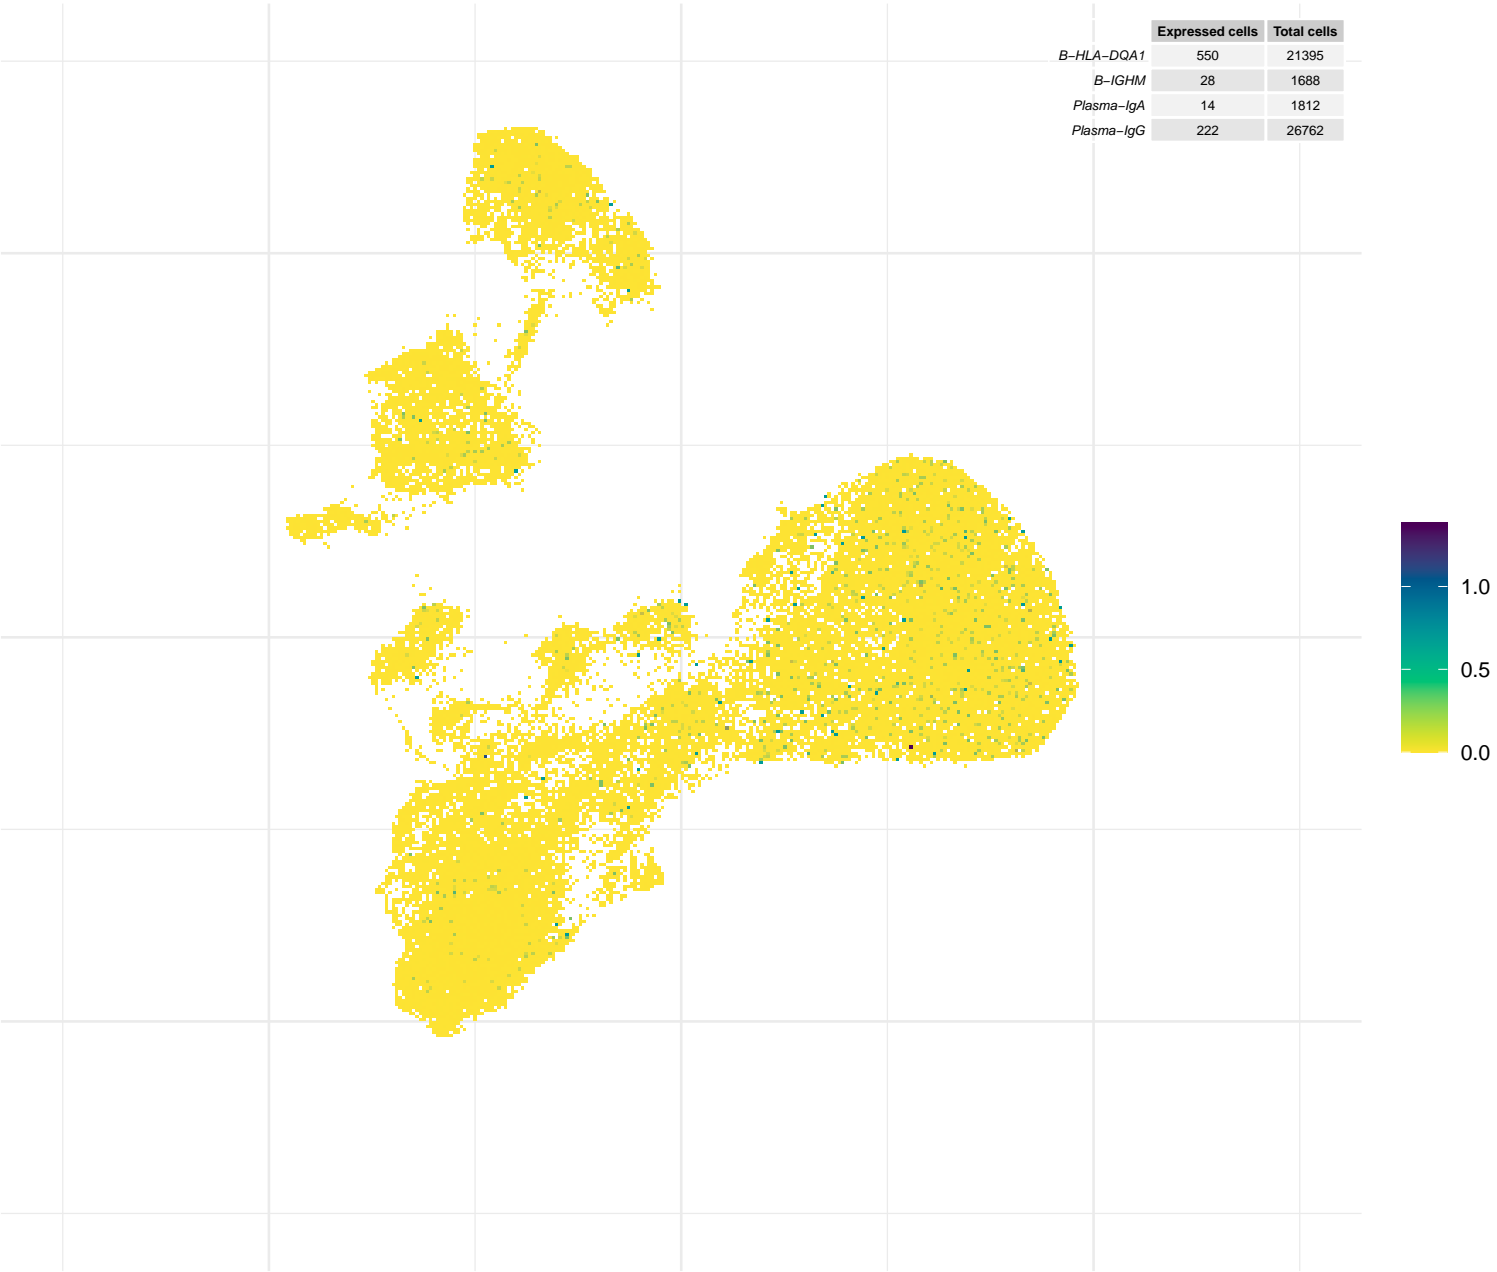 Expressed cells Total cells
B−HLA−DQA1 550 21395
B−IGHM 28 1688
Plasma−IgA 14 1812
Plasma−IgG 222 26762
1.0
0.5
0.0